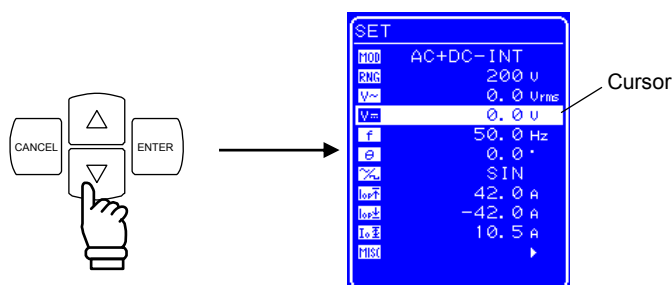 SET
MOD AC+DC-INT
RNG 200 V
V~ 0.0 Vrms
V⎓ 0.0 V
f 50.0 Hz
θ 0.0 °
SIN
42.0 A
-42.0 A
10.5 A
MISC
Cursor
CANCEL
ENTER